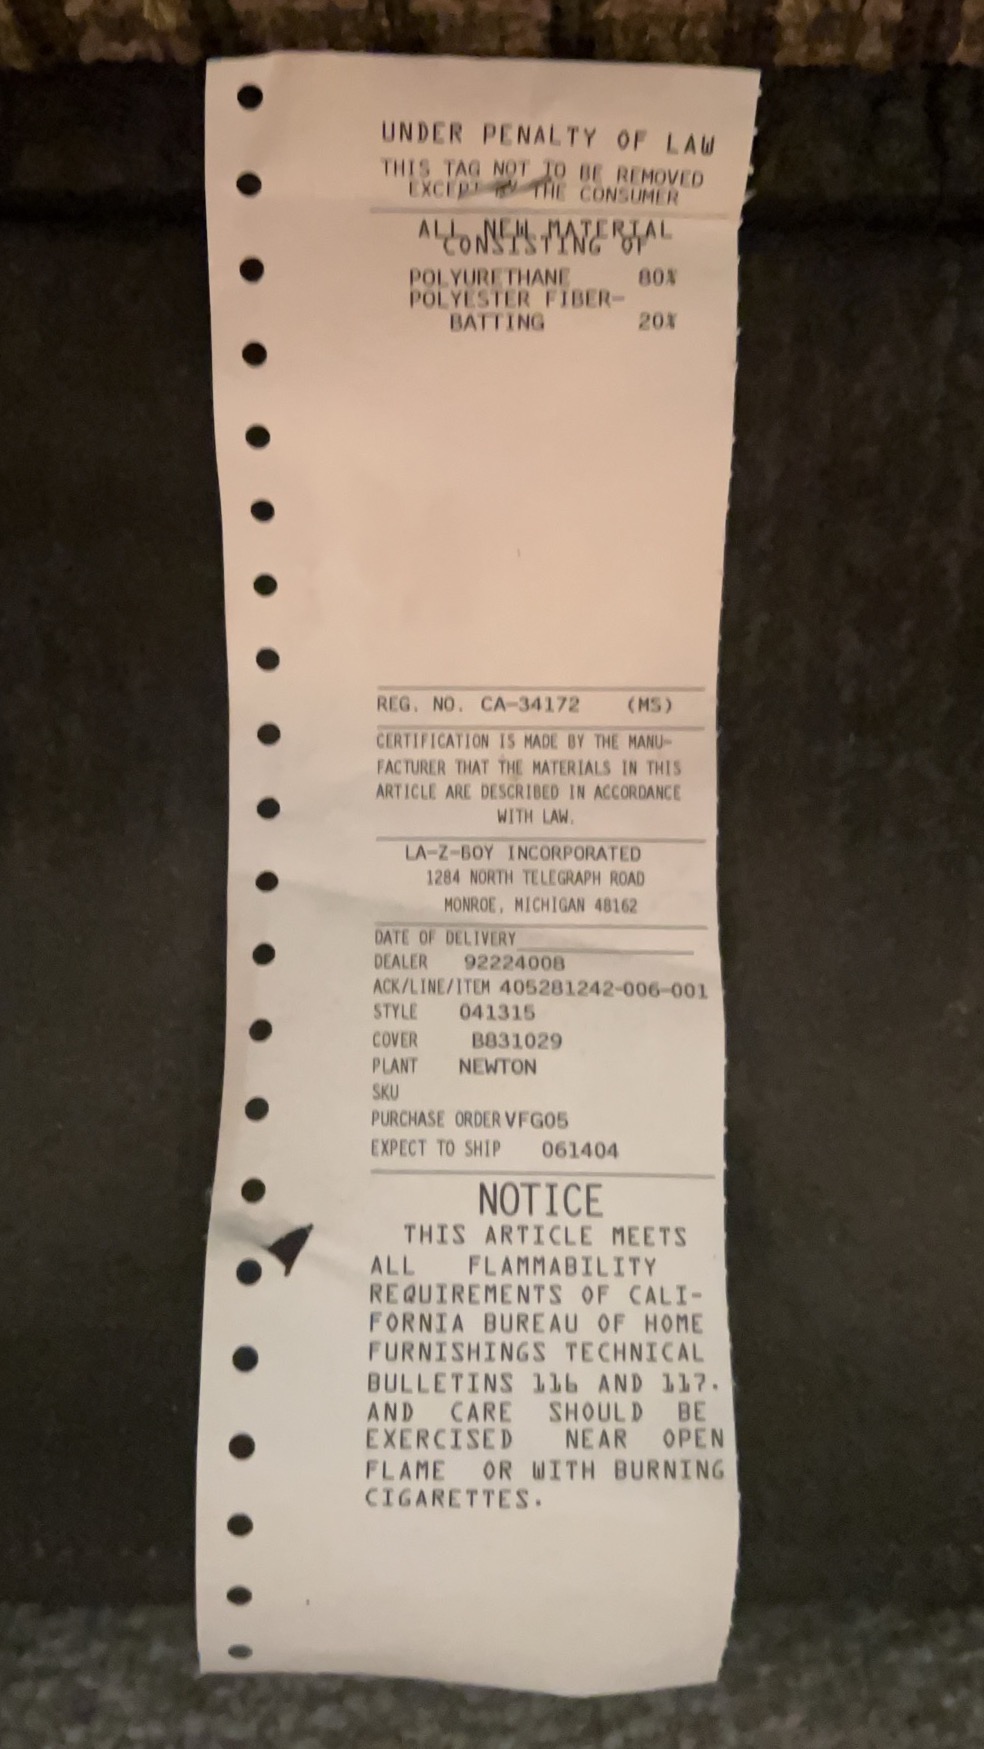 UNDER PENALTY OF LAW
THIS TAG NOT TO BE REMOVED
EXCEPT BY THE CONSUMER
ALL NEW MATERIAL
CONSISTING OF
POLYURETHANE 80%
POLYESTER FIBER-
BATTING 20%
REG. NO. CA-34172 (MS)
CERTIFICATION IS MADE BY THE MANU-
FACTURER THAT THE MATERIALS IN THIS
ARTICLE ARE DESCRIBED IN ACCORDANCE
WITH LAW.
LA-Z-BOY INCORPORATED
1284 NORTH TELEGRAPH ROAD
MONROE, MICHIGAN 48162
DATE OF DELIVERY
DEALER 92224008
ACK/LINE/ITEM 405281242-006-001
STYLE 041315
COVER B831029
PLANT NEWTON
SKU
PURCHASE ORDER VFG05
EXPECT TO SHIP 061404
NOTICE
THIS ARTICLE MEETS
ALL FLAMMABILITY
REQUIREMENTS OF CALI-
FORNIA BUREAU OF HOME
FURNISHINGS TECHNICAL
BULLETINS 116 AND 117.
AND CARE SHOULD BE
EXERCISED NEAR OPEN
FLAME OR WITH BURNING
CIGARETTES.